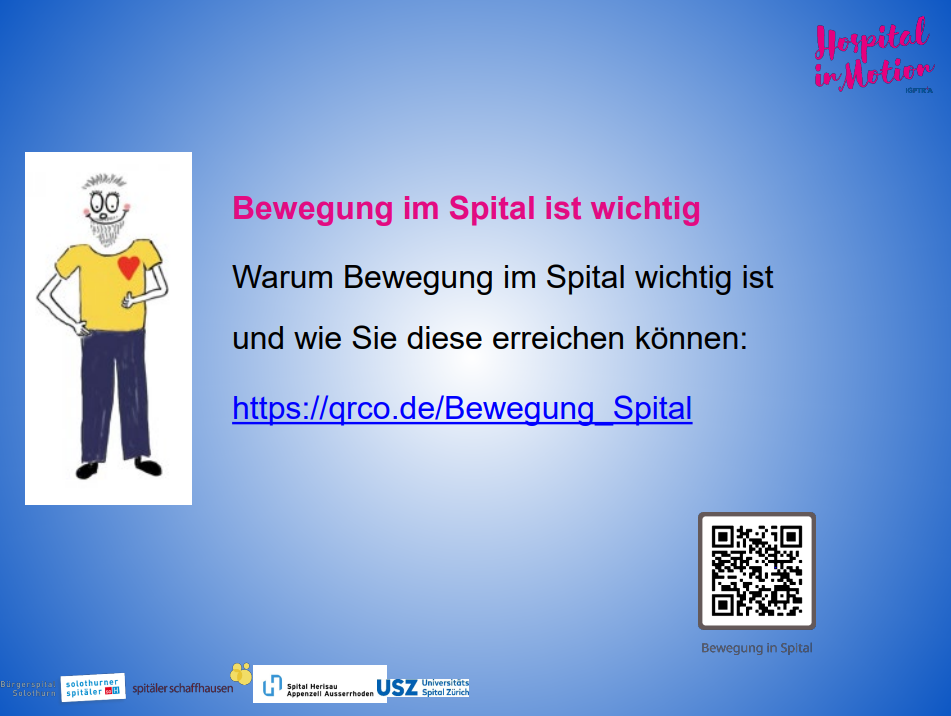 Hospital
in Motion
Bewegung im Spital ist wichtig
Warum Bewegung im Spital wichtig ist
und wie Sie diese erreichen können:
https://qrco.de/Bewegung_Spital
Bewegung in Spital
Bürgerspital
Solothurn
solothurner
spitäler soH
spitäler schaffhausen
Spital Herisau
Appenzell Ausserrhoden
USZ Universitäts
Spital Zürich